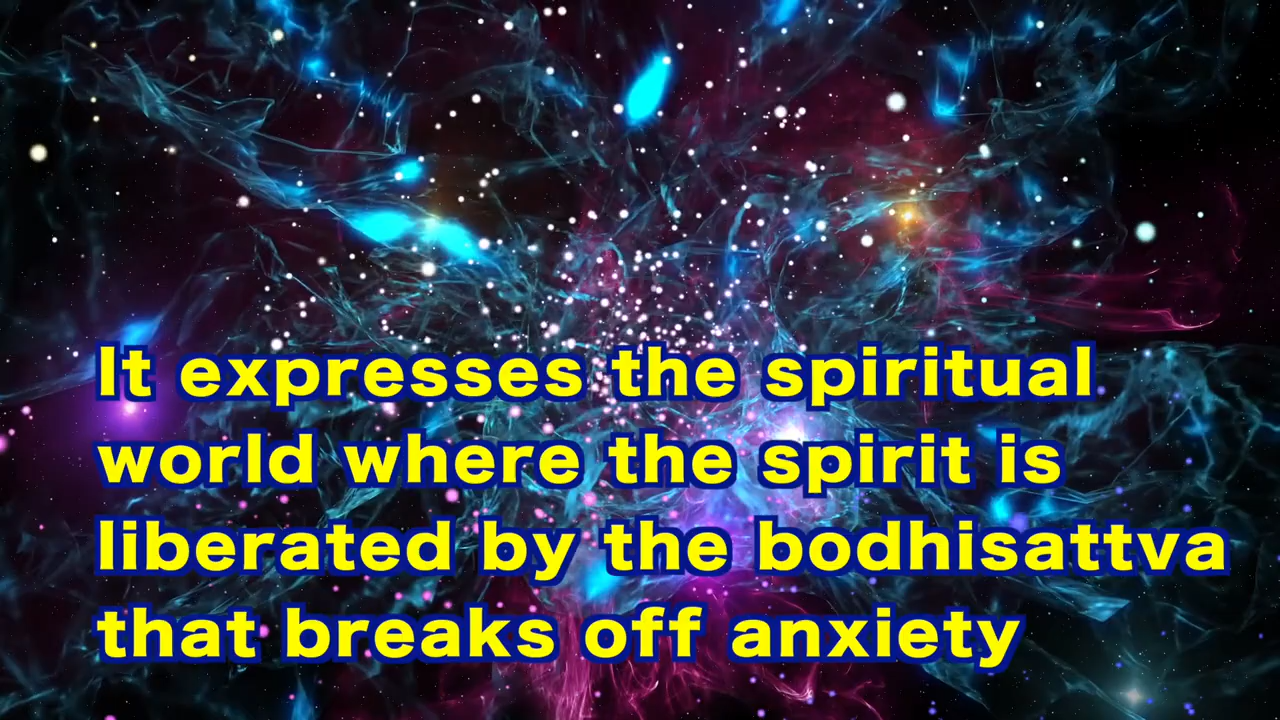 It expresses the spiritual
world where the spirit is
liberated by the bodhisattva
that breaks off anxiety